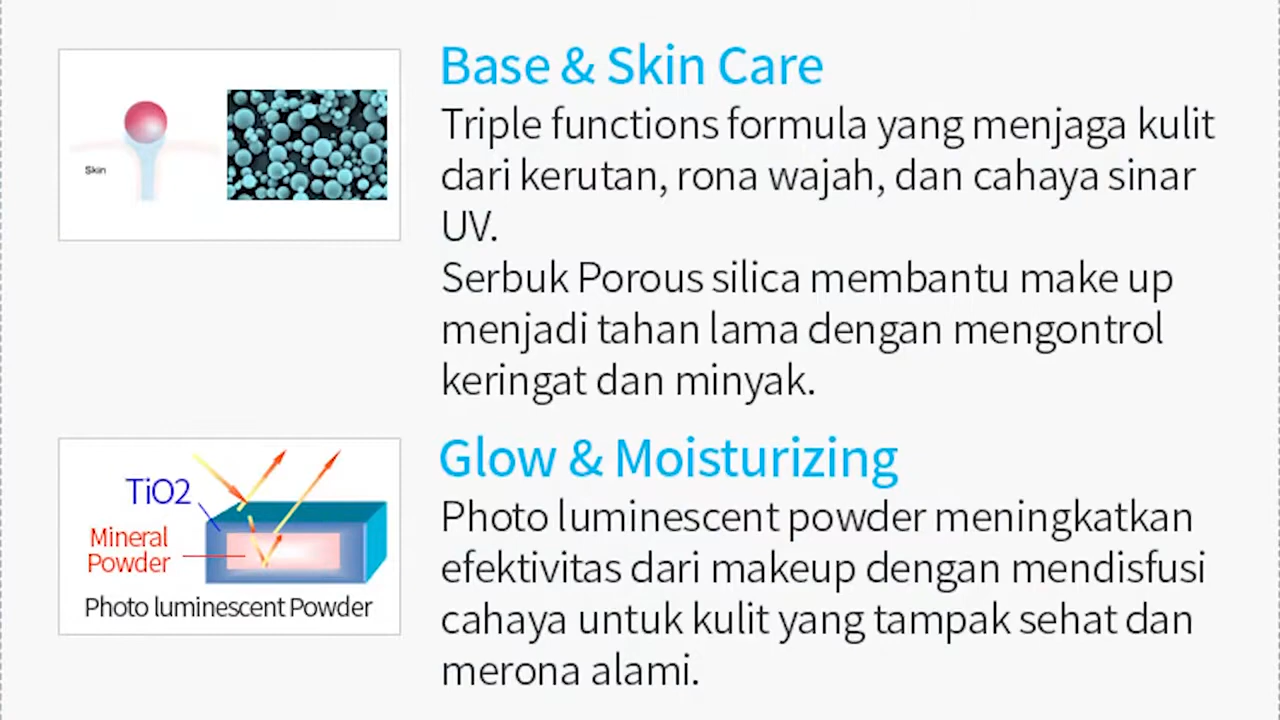 Base & Skin Care
Triple functions formula yang menjaga kulit
dari kerutan, rona wajah, dan cahaya sinar
UV.
Serbuk Porous silica membantu make up
menjadi tahan lama dengan mengontrol
keringat dan minyak.
Skin
Glow & Moisturizing
Photo luminescent powder meningkatkan
efektivitas dari makeup dengan mendisfusi
cahaya untuk kulit yang tampak sehat dan
merona alami.
TiO2
Mineral
Powder
Photo luminescent Powder